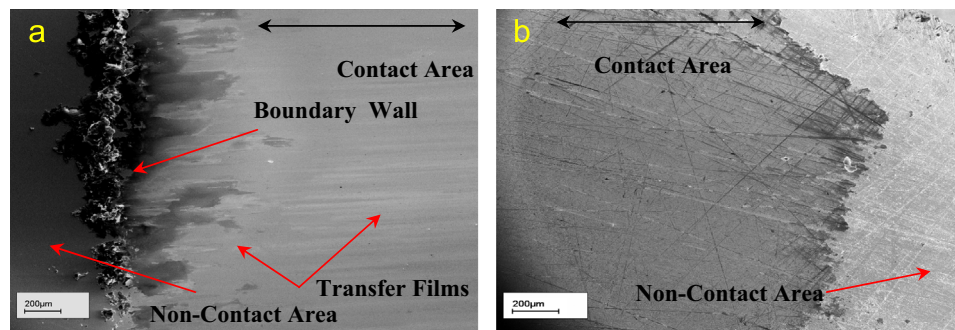 a
Contact Area
Boundary Wall
Transfer Films
Non-Contact Area
200µm
b
Contact Area
Non-Contact Area
200µm